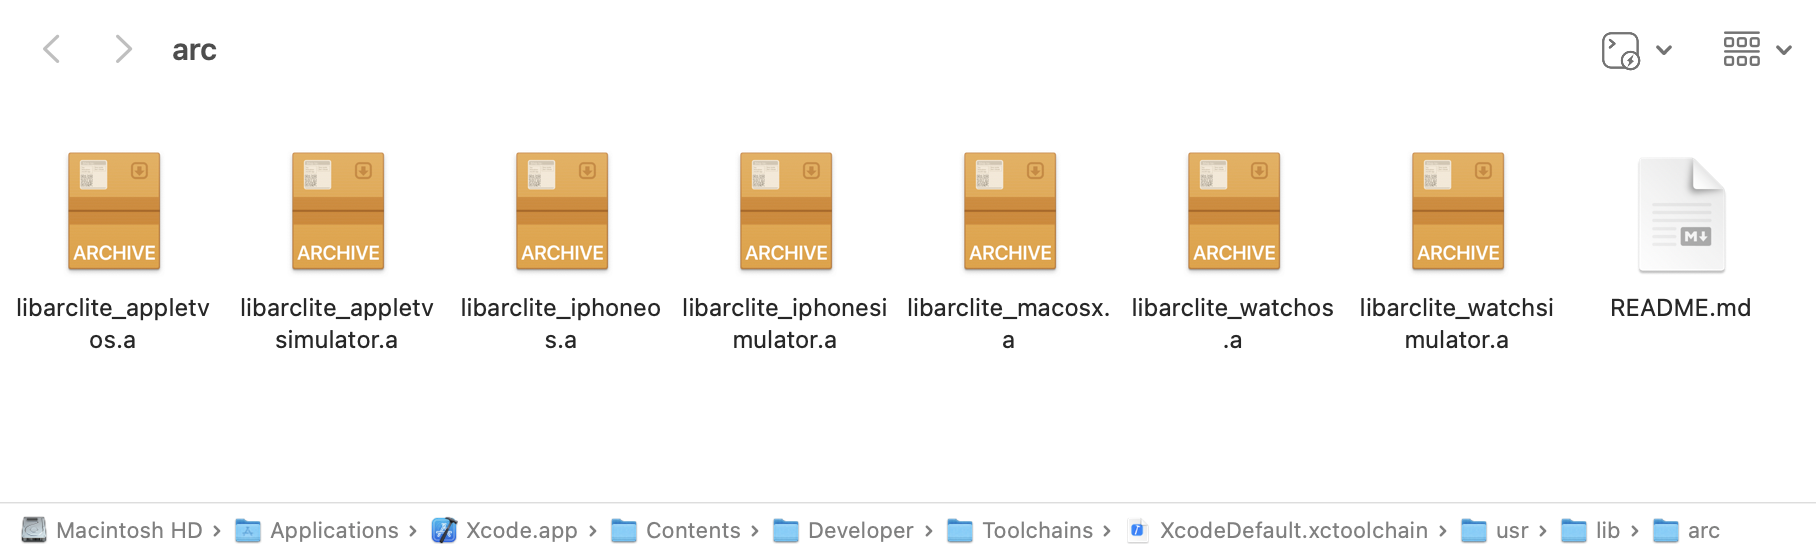 arc
ARCHIVE ARCHIVE ARCHIVE ARCHIVE ARCHIVE ARCHIVE ARCHIVE M
libarclite_appletv libarclite_appletv libarclite_iphoneo libarclite_iphonesi libarclite_macosx. libarclite_watchos libarclite_watchsi README.md
os.a simulator.a s.a mulator.a a .a mulator.a
Macintosh HD › Applications › Xcode.app › Contents › Developer › Toolchains › XcodeDefault.xctoolchain › usr › lib › arc